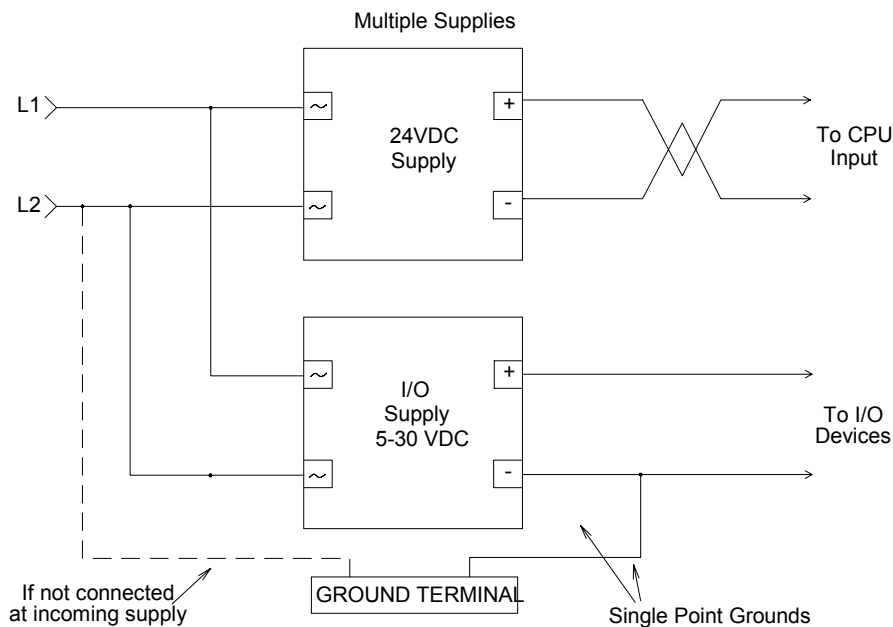 Multiple Supplies
L1
~
+
24VDC
Supply
To CPU
Input
L2
~
-
~
+
I/O
Supply
5-30 VDC
To I/O
Devices
~
-
If not connected
at incoming supply
GROUND TERMINAL
Single Point Grounds